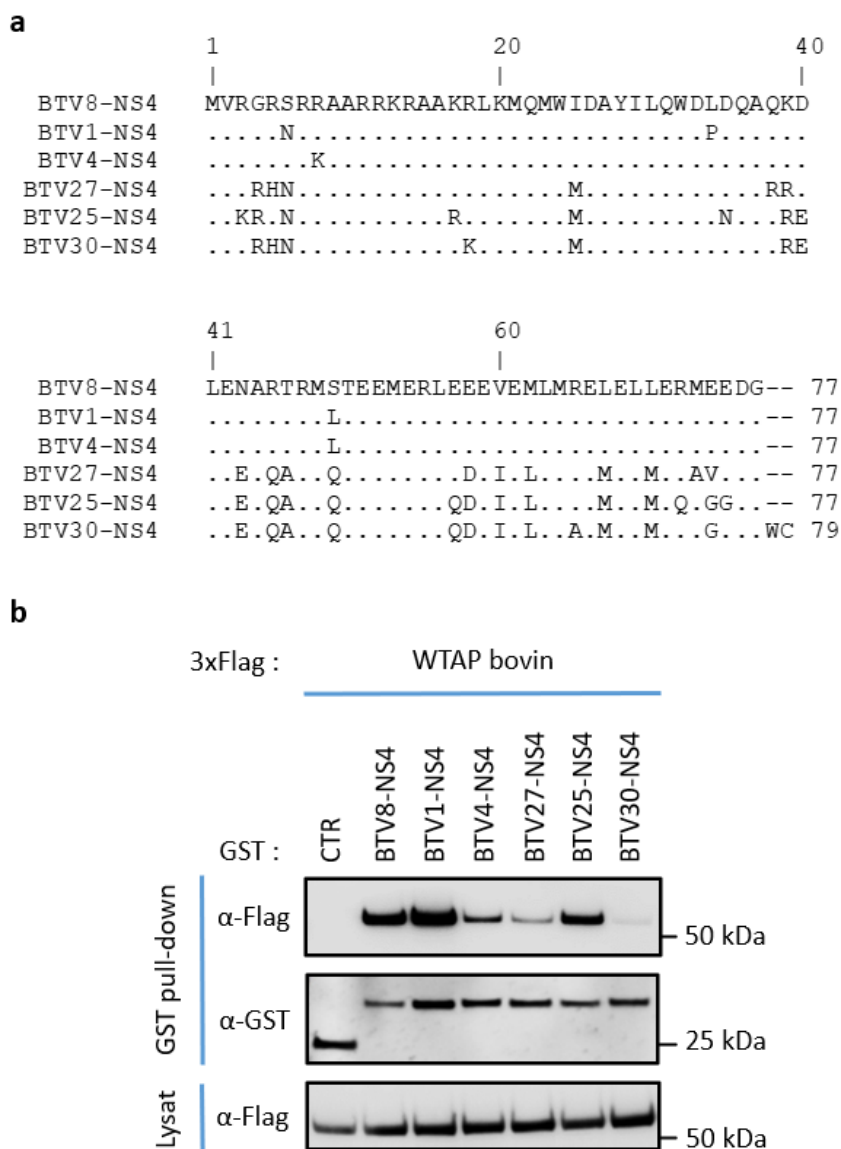 a
1 20 40
| | |
BTV8-NS4 MVRGRSRRAARRKRAAKRLKMQMWIDAYILQWDLDQAQKD
BTV1-NS4 .....N...........................P......
BTV4-NS4 .......K................................
BTV27-NS4 ...RHN..................M............RR.
BTV25-NS4 ..KR.N..........R.......M.........N...RE
BTV30-NS4 ...RHN...........K......M.............RE
41 60
| |
BTV8-NS4 LENARTRMSTEEMERLEEEVEMLMRELELLERMEEDG-- 77
BTV1-NS4 ........L............................-- 77
BTV4-NS4 ........L............................-- 77
BTV27-NS4 ..E.QA..Q........D.I.L....M..M..AV...-- 77
BTV25-NS4 ..E.QA..Q.......QD.I.L....M..M.Q.GG..-- 77
BTV30-NS4 ..E.QA..Q.......QD.I.L..A.M..M...G...WC 79
b
3xFlag : WTAP bovin
GST : CTR BTV8-NS4 BTV1-NS4 BTV4-NS4 BTV27-NS4 BTV25-NS4 BTV30-NS4
GST pull-down
α-Flag
50 kDa
α-GST
25 kDa
Lysat
α-Flag
50 kDa